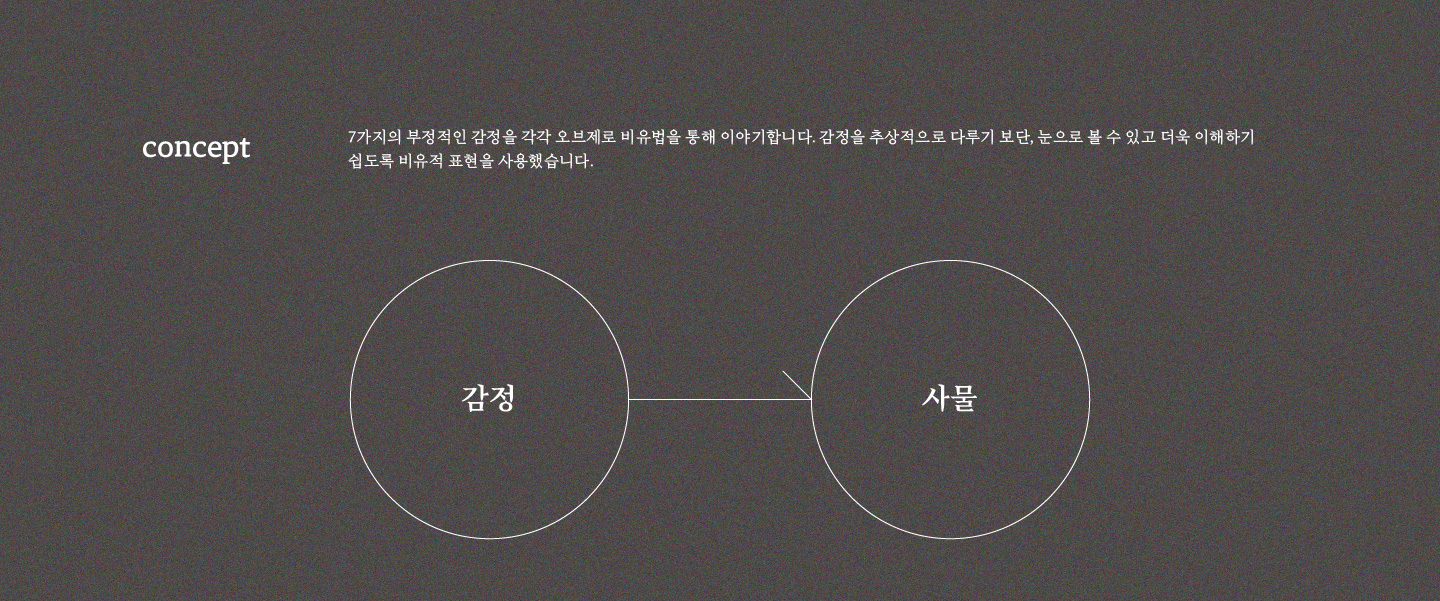 concept
7가지의 부정적인 감정을 각각 오브제로 비유법을 통해 이야기합니다. 감정을 추상적으로 다루기 보단, 눈으로 볼 수 있고 더욱 이해하기
쉽도록 비유적 표현을 사용했습니다.
감정
사물